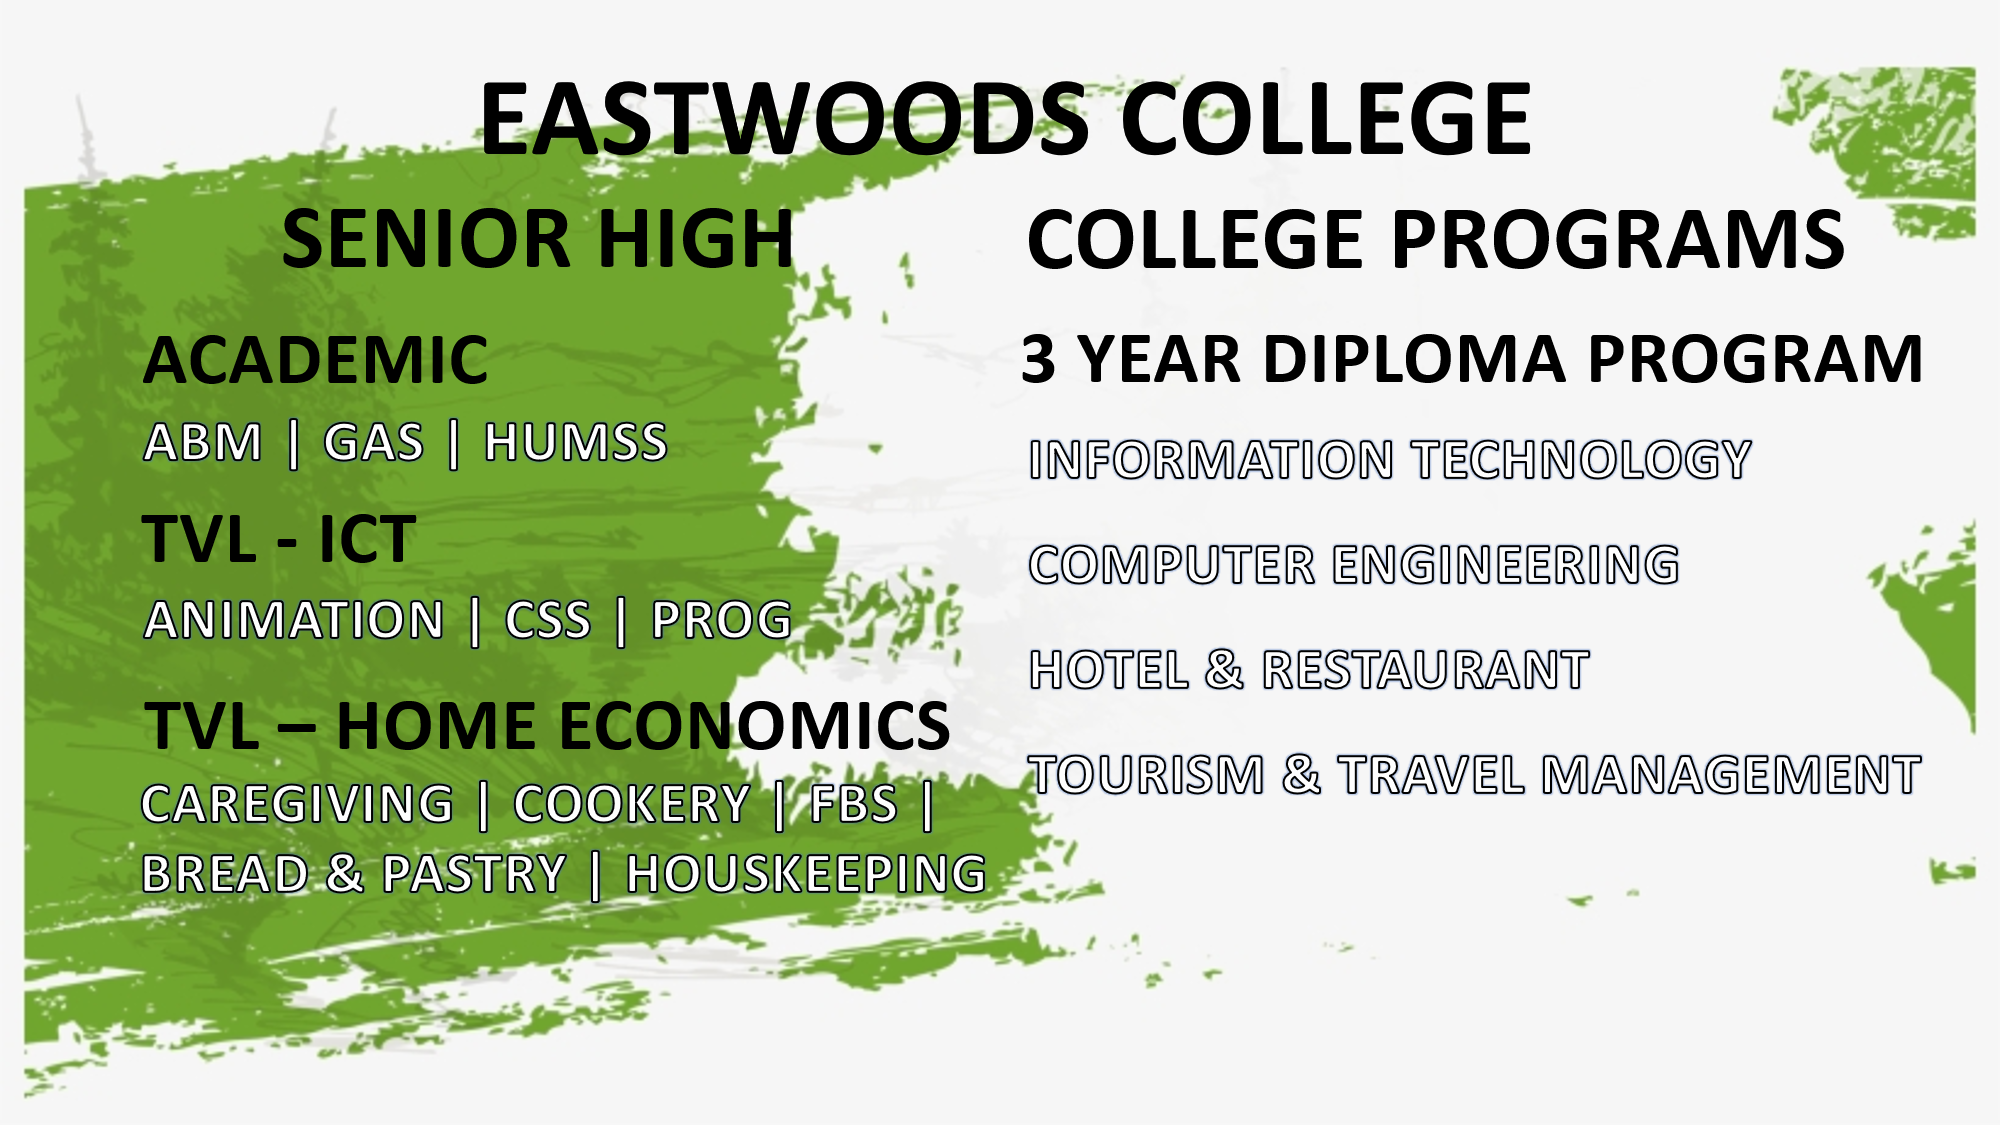 EASTWOODS COLLEGE
SENIOR HIGH
ACADEMIC
ABM | GAS | HUMSS
TVL - ICT
ANIMATION | CSS | PROG
TVL – HOME ECONOMICS
CAREGIVING | COOKERY | FBS |
BREAD & PASTRY | HOUSKEEPING
COLLEGE PROGRAMS
3 YEAR DIPLOMA PROGRAM
INFORMATION TECHNOLOGY
COMPUTER ENGINEERING
HOTEL & RESTAURANT
TOURISM & TRAVEL MANAGEMENT